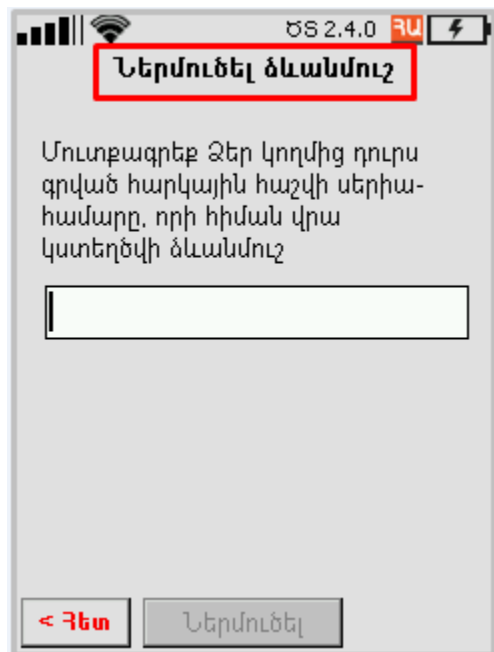 ԾՏ 2.4.0 ՀԱ
Ներմուծել ձևանմուշ
Մուտքագրեք Ձեր կողմից դուրս
գրված հարկային հաշվի սերիա-
համարը, որի հիման վրա
կստեղծվի ձևանմուշ
< Հետ
Ներմուծել